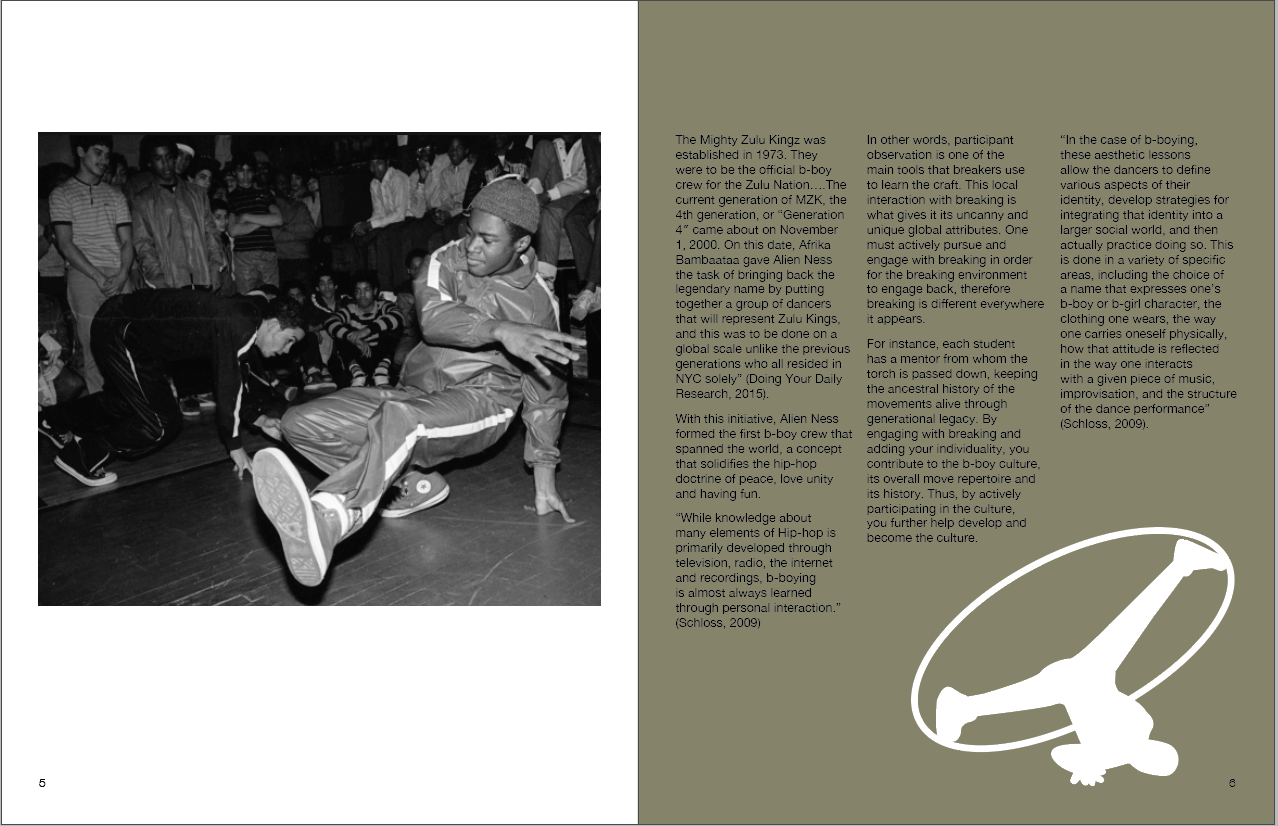 The Mighty Zulu Kingz was
established in 1973. They
were to be the official b-boy
crew for the Zulu Nation….The
current generation of MZK, the
4th generation, or “Generation
4″ came about on November
1, 2000. On this date, Afrika
Bambaataa gave Alien Ness
the task of bringing back the
legendary name by putting
together a group of dancers
that will represent Zulu Kings,
and this was to be done on a
global scale unlike the previous
generations who all resided in
NYC solely” (Doing Your Daily
Research, 2015).
With this initiative, Alien Ness
formed the first b-boy crew that
spanned the world, a concept
that solidifies the hip-hop
doctrine of peace, love unity
and having fun.
“While knowledge about
many elements of Hip-hop is
primarily developed through
television, radio, the internet
and recordings, b-boying
is almost always learned
through personal interaction.”
(Schloss, 2009)
In other words, participant
observation is one of the
main tools that breakers use
to learn the craft. This local
interaction with breaking is
what gives it its uncanny and
unique global attributes. One
must actively pursue and
engage with breaking in order
for the breaking environment
to engage back, therefore
breaking is different everywhere
it appears.
For instance, each student
has a mentor from whom the
torch is passed down, keeping
the ancestral history of the
movements alive through
generational legacy. By
engaging with breaking and
adding your individuality, you
contribute to the b-boy culture,
its overall move repertoire and
its history. Thus, by actively
participating in the culture,
you further help develop and
become the culture.
“In the case of b-boying,
these aesthetic lessons
allow the dancers to define
various aspects of their
identity, develop strategies for
integrating that identity into a
larger social world, and then
actually practice doing so. This
is done in a variety of specific
areas, including the choice of
a name that expresses one’s
b-boy or b-girl character, the
clothing one wears, the way
one carries oneself physically,
how that attitude is reflected
in the way one interacts
with a given piece of music,
improvisation, and the structure
of the dance performance”
(Schloss, 2009).
5
6